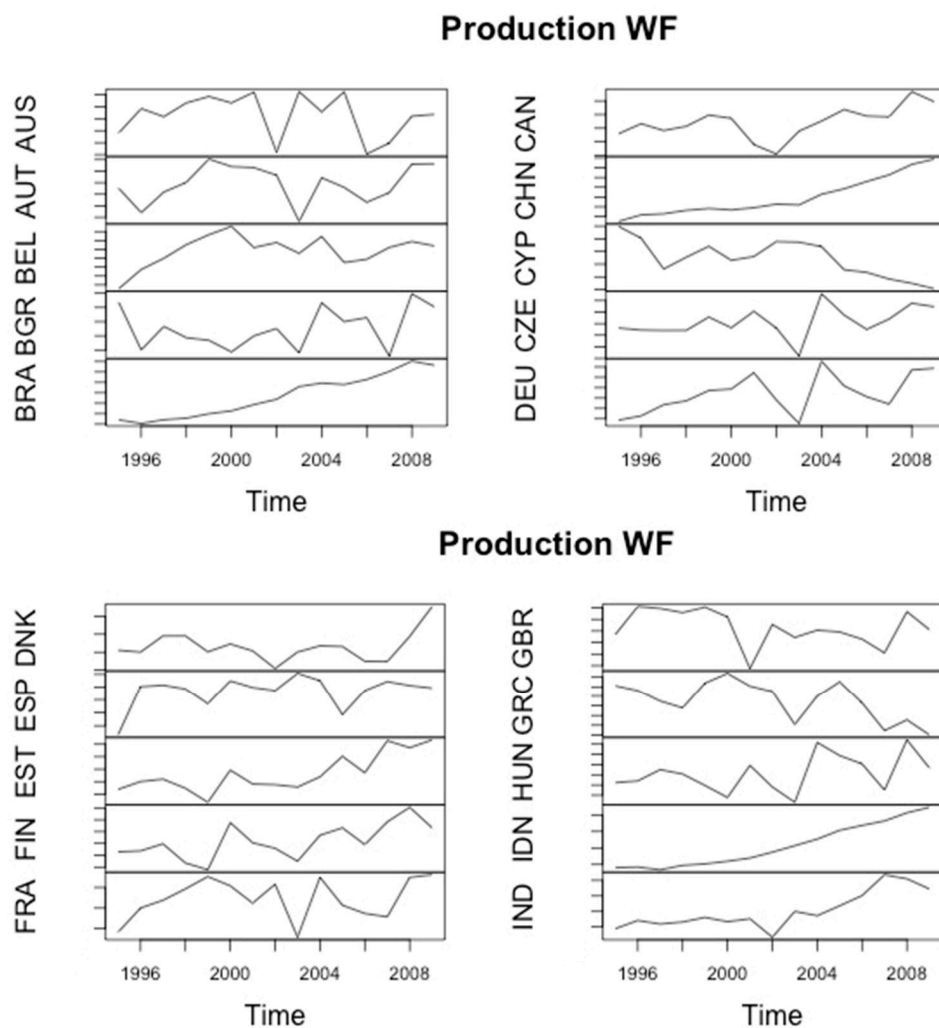 Production WF
AUS
AUT
BEL
BGR
BRA
1996 2000 2004 2008
Time
CAN
CHN
CYP
CZE
DEU
1996 2000 2004 2008
Time
Production WF
DNK
ESP
EST
FIN
FRA
1996 2000 2004 2008
Time
GBR
GRC
HUN
IDN
IND
1996 2000 2004 2008
Time